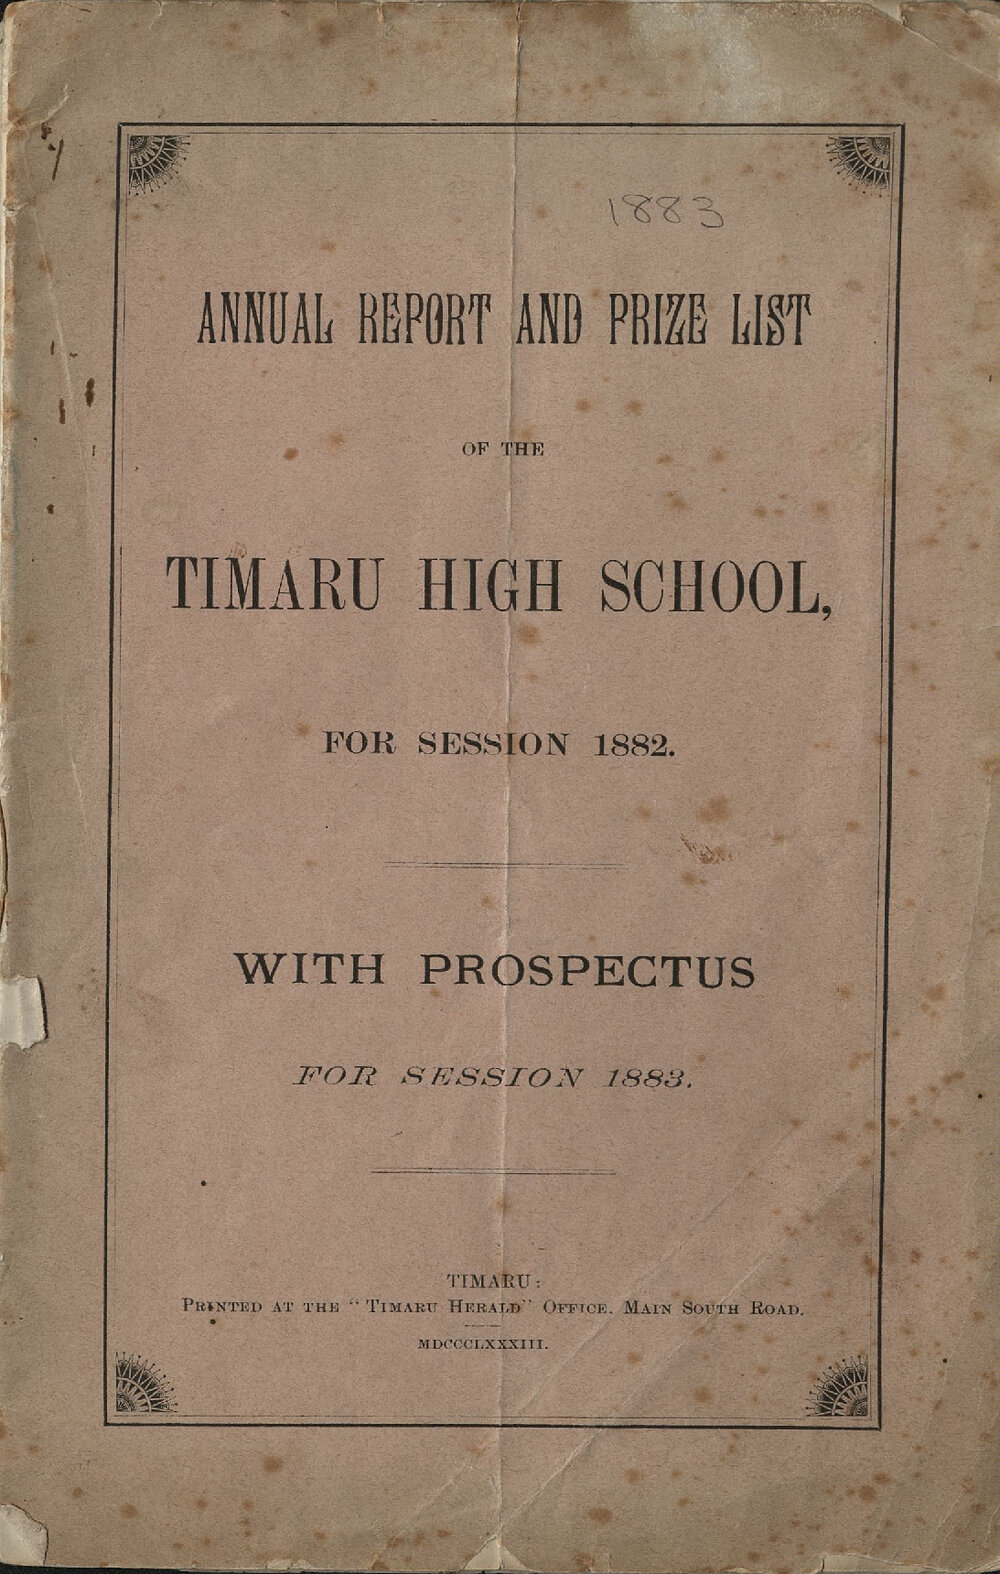 1883
ANNUAL REPORT AND PRIZE LIST
OF THE
TIMARU HIGH SCHOOL,
FOR SESSION 1882.
WITH PROSPECTUS
FOR SESSION 1883.
TIMARU:
PRINTED AT THE "TIMARU HERALD" OFFICE. MAIN SOUTH ROAD.
MDCCCLXXXIII.